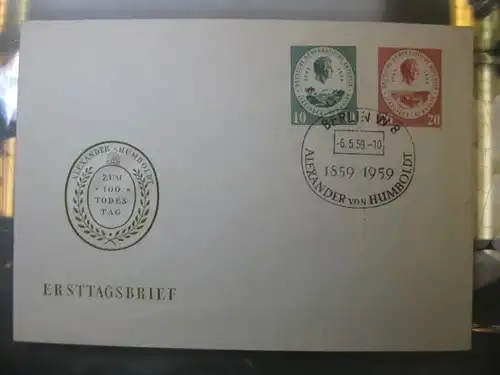 10
20
BERLIN W 8
-6.5.59.-10
1859 1959
ALEXANDER VON HUMBOLDT
ALEXANDER HUMBOLDT
ZUM
100
TODES
TAG
ERSTTAGSBRIEF